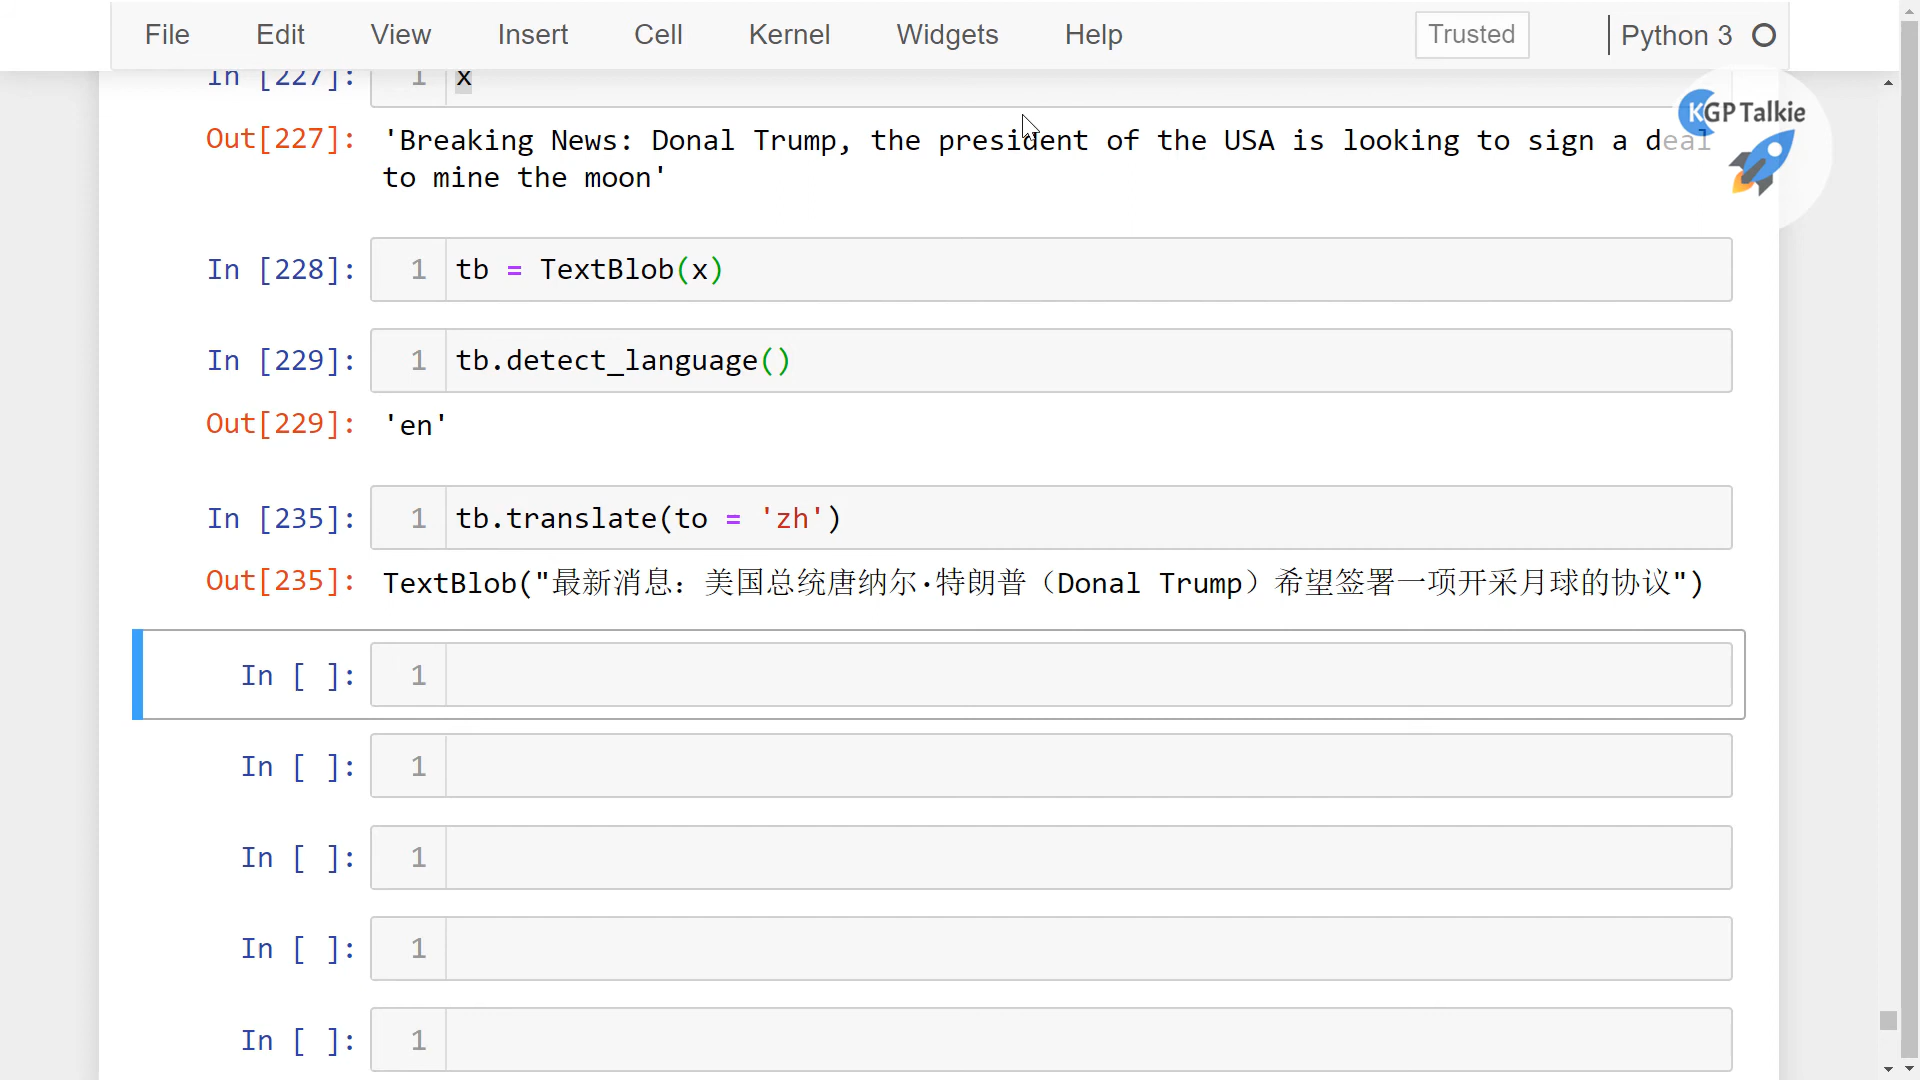 File Edit View Insert Cell Kernel Widgets Help Trusted Python 3
In [227]: 1 x
KGP Talkie
Out[227]: 'Breaking News: Donal Trump, the president of the USA is looking to sign a deal
to mine the moon'
In [228]: 1 tb = TextBlob(x)
In [229]: 1 tb.detect_language()
Out[229]: 'en'
In [235]: 1 tb.translate(to = 'zh')
Out[235]: TextBlob("最新消息：美国总统唐纳尔·特朗普（Donal Trump）希望签署一项开采月球的协议")
In [ ]: 1
In [ ]: 1
In [ ]: 1
In [ ]: 1
In [ ]: 1